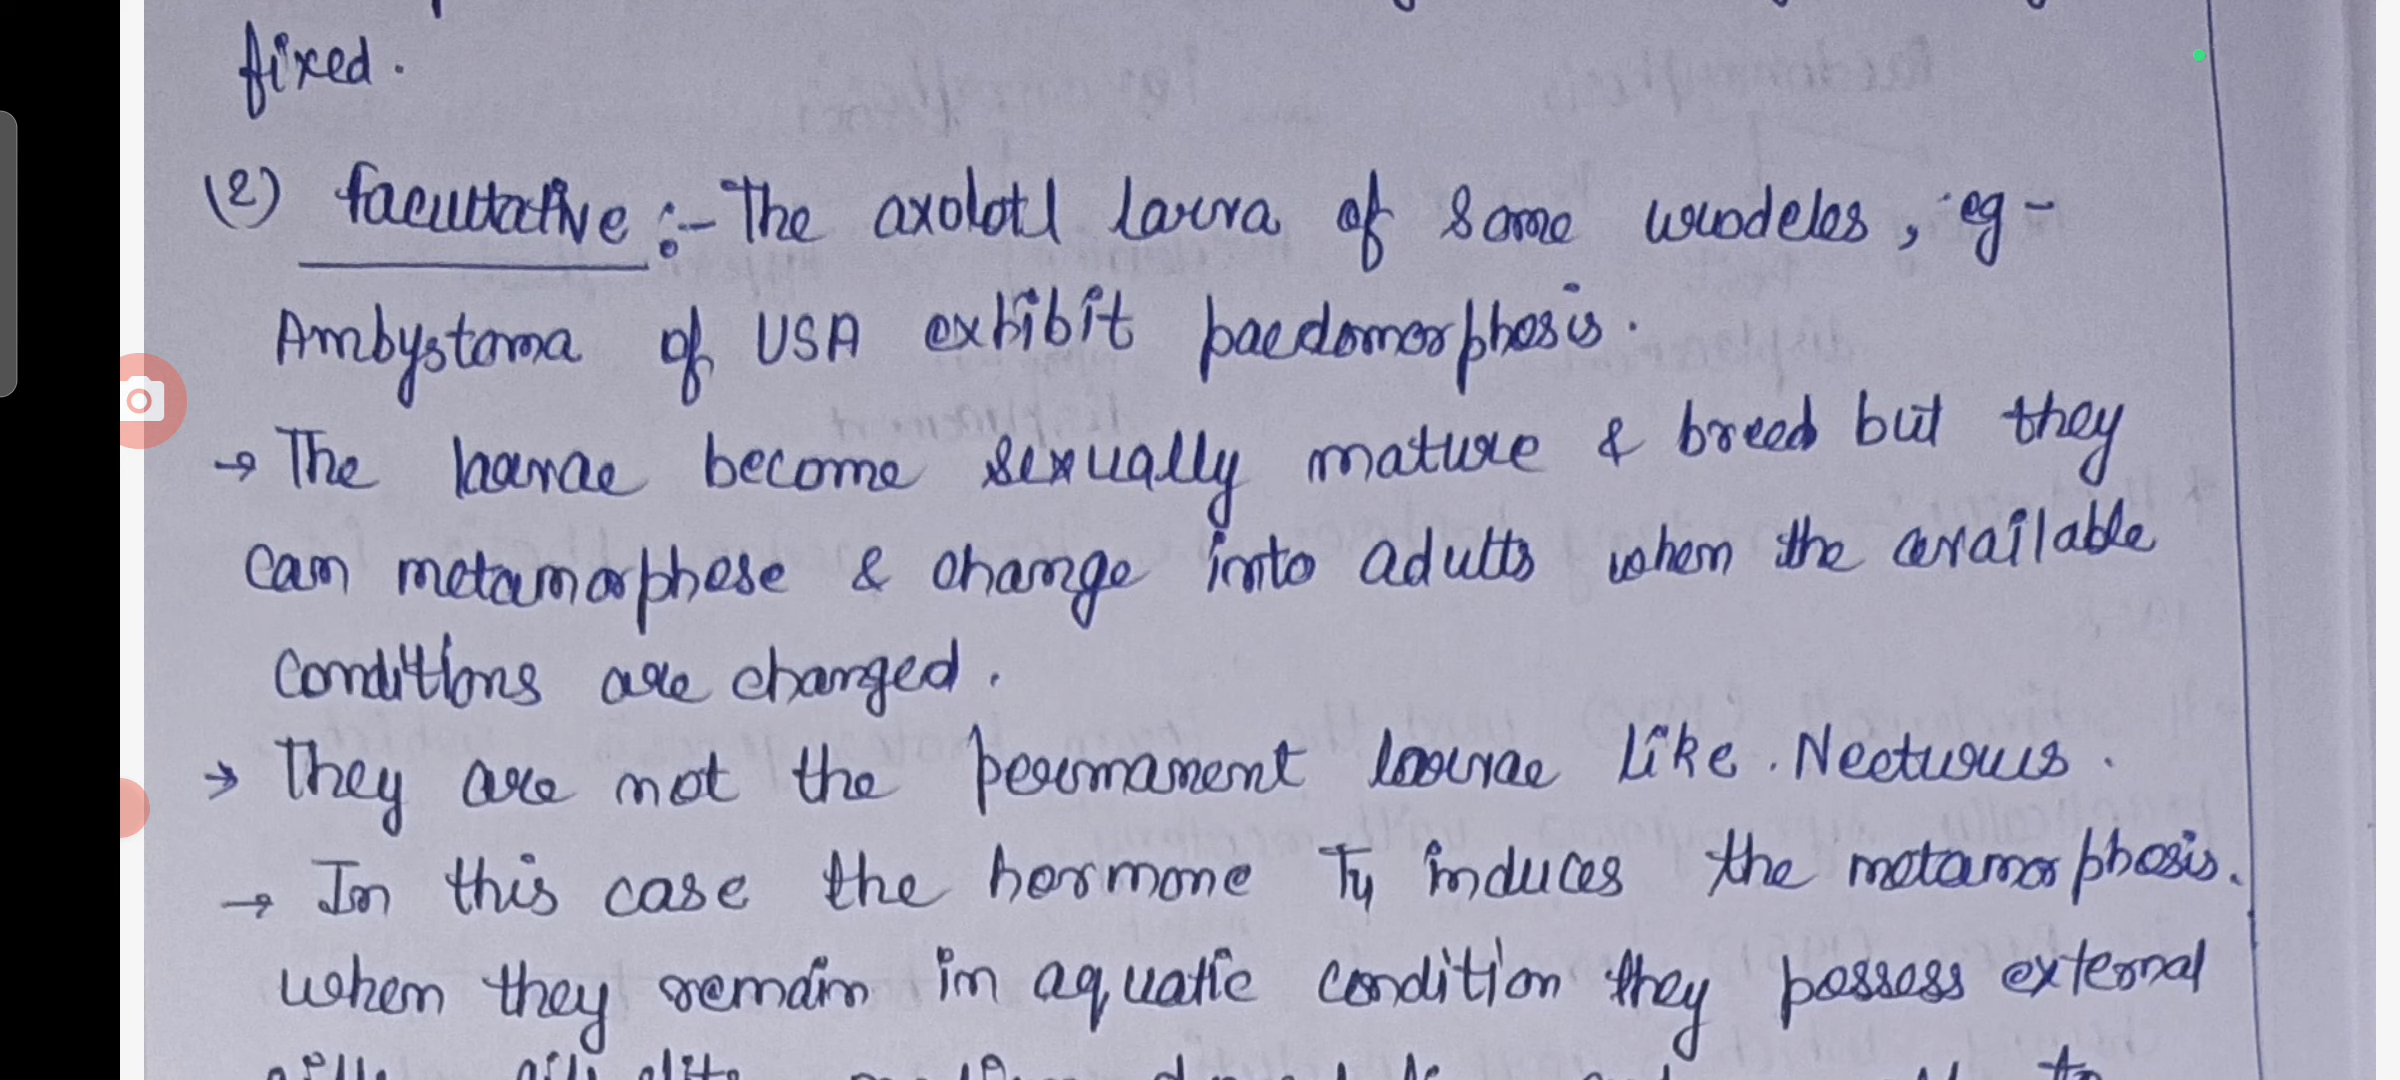 fixed.
(2) facultative :- The axolotl larva of some urodeles, eg -
Ambystoma of USA exhibit paedomorphosis.
→ The larvae become sexually mature & breed but they
can metamorphose & change into adults when the available
conditions are changed.
→ They are not the permanent larvae like. Necturus.
→ In this case the hormone T4 induces the metamorphosis.
when they remain in aquatic condition they possess external